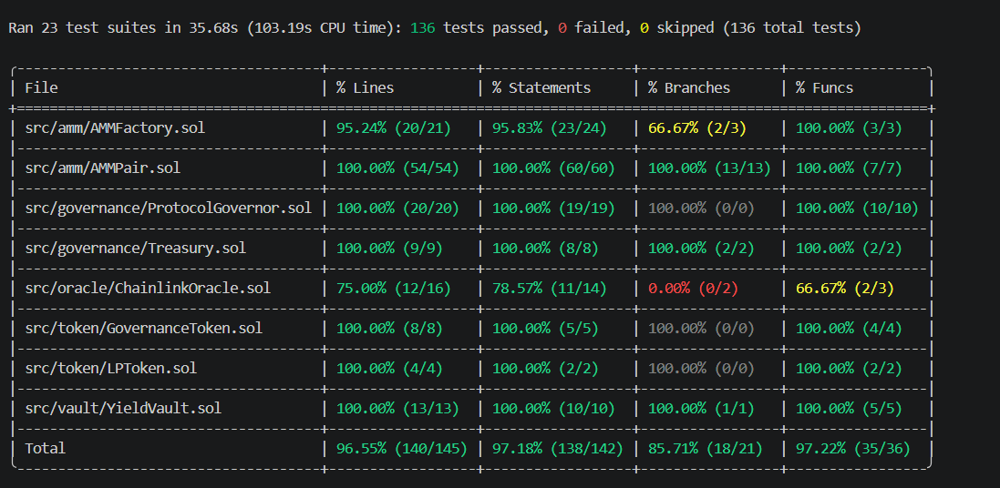 Ran 23 test suites in 35.68s (103.19s CPU time): 136 tests passed, 0 failed, 0 skipped (136 total tests)
| File | % Lines | % Statements | % Branches | % Funcs |
| src/amm/AMMFactory.sol | 95.24% (20/21) | 95.83% (23/24) | 66.67% (2/3) | 100.00% (3/3) |
| src/amm/AMMPair.sol | 100.00% (54/54) | 100.00% (60/60) | 100.00% (13/13) | 100.00% (7/7) |
| src/governance/ProtocolGovernor.sol | 100.00% (20/20) | 100.00% (19/19) | 100.00% (0/0) | 100.00% (10/10) |
| src/governance/Treasury.sol | 100.00% (9/9) | 100.00% (8/8) | 100.00% (2/2) | 100.00% (2/2) |
| src/oracle/ChainlinkOracle.sol | 75.00% (12/16) | 78.57% (11/14) | 0.00% (0/2) | 66.67% (2/3) |
| src/token/GovernanceToken.sol | 100.00% (8/8) | 100.00% (5/5) | 100.00% (0/0) | 100.00% (4/4) |
| src/token/LPToken.sol | 100.00% (4/4) | 100.00% (2/2) | 100.00% (0/0) | 100.00% (2/2) |
| src/vault/YieldVault.sol | 100.00% (13/13) | 100.00% (10/10) | 100.00% (1/1) | 100.00% (5/5) |
| Total | 96.55% (140/145) | 97.18% (138/142) | 85.71% (18/21) | 97.22% (35/36) |